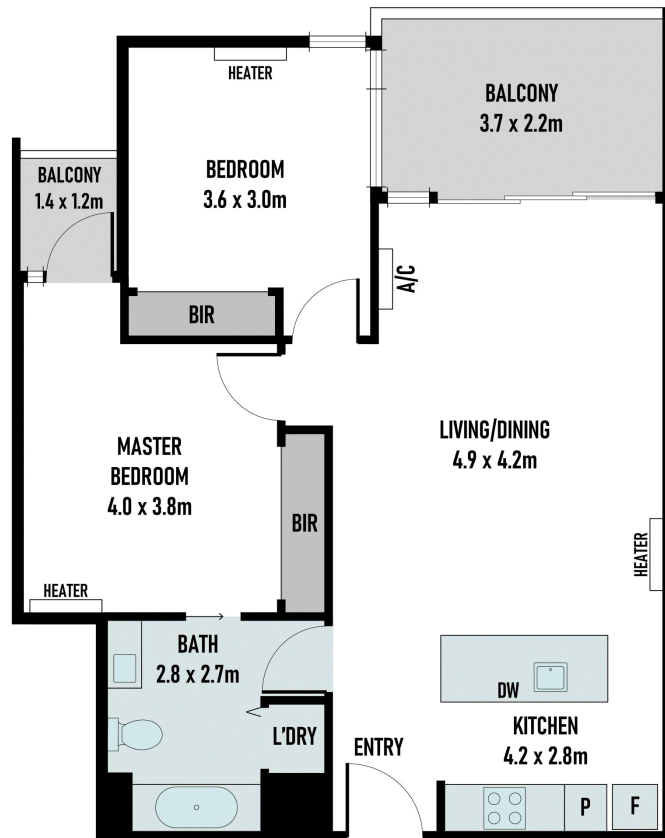 HEATER
BALCONY
3.7 x 2.2m
BALCONY
1.4 x 1.2m
BEDROOM
3.6 x 3.0m
A/C
BIR
MASTER
BEDROOM
4.0 x 3.8m
LIVING/DINING
4.9 x 4.2m
BIR
HEATER
HEATER
BATH
2.8 x 2.7m
DW
L'DRY
ENTRY
KITCHEN
4.2 x 2.8m
P
F